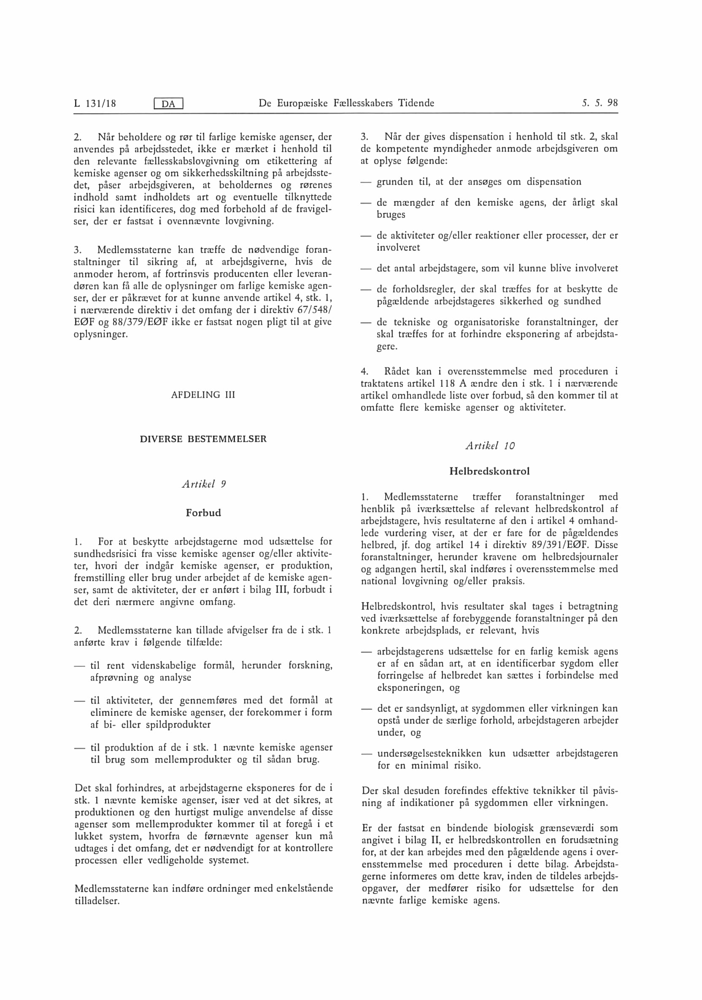 L 131/18 DA De Europæiske Fællesskabers Tidende 5. 5. 98
2. Når beholdere og rør til farlige kemiske agenser, der
anvendes på arbejdsstedet, ikke er mærket i henhold til
den relevante fællesskabslovgivning om etikettering af
kemiske agenser og om sikkerhedsskiltning på arbejdsste-
det, påser arbejdsgiveren, at beholdernes og rørenes
indhold samt indholdets art og eventuelle tilknyttede
risici kan identificeres, dog med forbehold af de fravigel-
ser, der er fastsat i ovennævnte lovgivning.
3. Medlemsstaterne kan træffe de nødvendige foran-
staltninger til sikring af, at arbejdsgiverne, hvis de
anmoder herom, af fortrinsvis producenten eller leveran-
døren kan få alle de oplysninger om farlige kemiske agen-
ser, der er påkrævet for at kunne anvende artikel 4, stk. 1,
i nærværende direktiv i det omfang der i direktiv 67/548/
EØF og 88/379/EØF ikke er fastsat nogen pligt til at give
oplysninger.
AFDELING III
DIVERSE BESTEMMELSER
Artikel 9
Forbud
1. For at beskytte arbejdstagerne mod udsættelse for
sundhedsrisici fra visse kemiske agenser og/eller aktivite-
ter, hvori der indgår kemiske agenser, er produktion,
fremstilling eller brug under arbejdet af de kemiske agen-
ser, samt de aktiviteter, der er anført i bilag III, forbudt i
det deri nærmere angivne omfang.
2. Medlemsstaterne kan tillade afvigelser fra de i stk. 1
anførte krav i følgende tilfælde:
— til rent videnskabelige formål, herunder forskning,
afprøvning og analyse
— til aktiviteter, der gennemføres med det formål at
eliminere de kemiske agenser, der forekommer i form
af bi- eller spildprodukter
— til produktion af de i stk. 1 nævnte kemiske agenser
til brug som mellemprodukter og til sådan brug.
Det skal forhindres, at arbejdstagerne eksponeres for de i
stk. 1 nævnte kemiske agenser, især ved at det sikres, at
produktionen og den hurtigst mulige anvendelse af disse
agenser som mellemprodukter kommer til at foregå i et
lukket system, hvorfra de førnævnte agenser kun må
udtages i det omfang, det er nødvendigt for at kontrollere
processen eller vedligeholde systemet.
Medlemsstaterne kan indføre ordninger med enkelstående
tilladelser.
3. Når der gives dispensation i henhold til stk. 2, skal
de kompetente myndigheder anmode arbejdsgiveren om
at oplyse følgende:
— grunden til, at der ansøges om dispensation
— de mængder af den kemiske agens, der årligt skal
bruges
— de aktiviteter og/eller reaktioner eller processer, der er
involveret
— det antal arbejdstagere, som vil kunne blive involveret
— de forholdsregler, der skal træffes for at beskytte de
pågældende arbejdstageres sikkerhed og sundhed
— de tekniske og organisatoriske foranstaltninger, der
skal træffes for at forhindre eksponering af arbejdsta-
gere.
4. Rådet kan i overensstemmelse med proceduren i
traktatens artikel 118 A ændre den i stk. 1 i nærværende
artikel omhandlede liste over forbud, så den kommer til at
omfatte flere kemiske agenser og aktiviteter.
Artikel 10
Helbredskontrol
1. Medlemsstaterne træffer foranstaltninger med
henblik på iværksættelse af relevant helbredskontrol af
arbejdstagere, hvis resultaterne af den i artikel 4 omhand-
lede vurdering viser, at der er fare for de pågældendes
helbred, jf. dog artikel 14 i direktiv 89/391/EØF. Disse
foranstaltninger, herunder kravene om helbredsjournaler
og adgangen hertil, skal indføres i overensstemmelse med
national lovgivning og/eller praksis.
Helbredskontrol, hvis resultater skal tages i betragtning
ved iværksættelse af forebyggende foranstaltninger på den
konkrete arbejdsplads, er relevant, hvis
— arbejdstagerens udsættelse for en farlig kemisk agens
er af en sådan art, at en identificerbar sygdom eller
forringelse af helbredet kan sættes i forbindelse med
eksponeringen, og
— det er sandsynligt, at sygdommen eller virkningen kan
opstå under de særlige forhold, arbejdstageren arbejder
under, og
— undersøgelsesteknikken kun udsætter arbejdstageren
for en minimal risiko.
Der skal desuden forefindes effektive teknikker til påvis-
ning af indikationer på sygdommen eller virkningen.
Er der fastsat en bindende biologisk grænseværdi som
angivet i bilag II, er helbredskontrollen en forudsætning
for, at der kan arbejdes med den pågældende agens i over-
ensstemmelse med proceduren i dette bilag. Arbejdsta-
gerne informeres om dette krav, inden de tildeles arbejds-
opgaver, der medfører risiko for udsættelse for den
nævnte farlige kemiske agens.